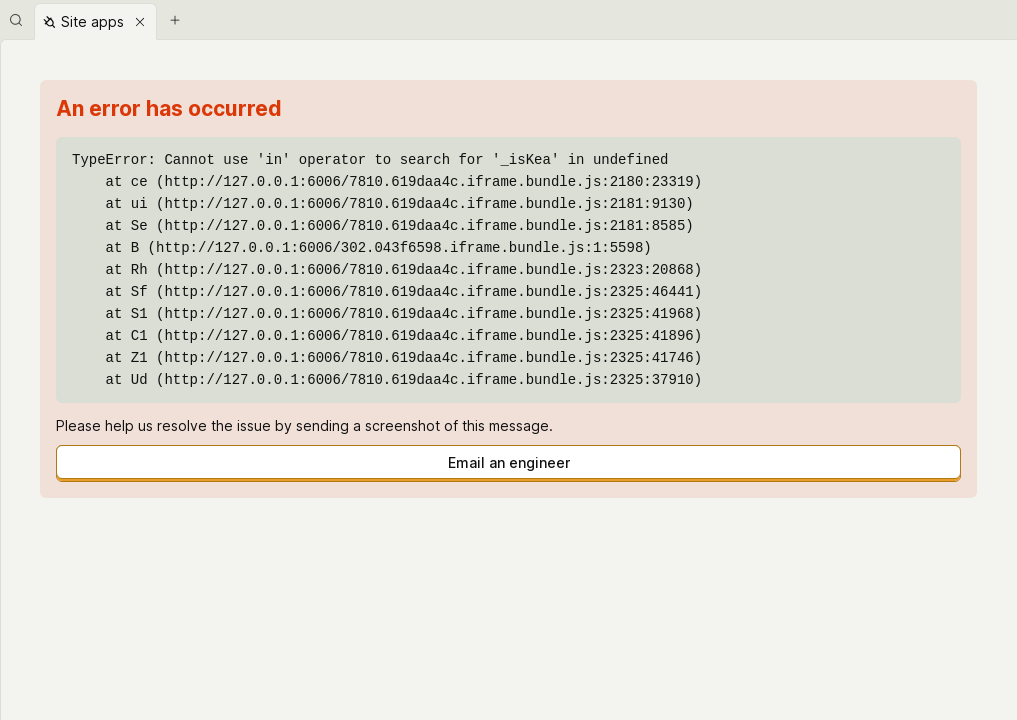 Site apps
An error has occurred
TypeError: Cannot use 'in' operator to search for '_isKea' in undefined
    at ce (http://127.0.0.1:6006/7810.619daa4c.iframe.bundle.js:2180:23319)
    at ui (http://127.0.0.1:6006/7810.619daa4c.iframe.bundle.js:2181:9130)
    at Se (http://127.0.0.1:6006/7810.619daa4c.iframe.bundle.js:2181:8585)
    at B (http://127.0.0.1:6006/302.043f6598.iframe.bundle.js:1:5598)
    at Rh (http://127.0.0.1:6006/7810.619daa4c.iframe.bundle.js:2323:20868)
    at Sf (http://127.0.0.1:6006/7810.619daa4c.iframe.bundle.js:2325:46441)
    at S1 (http://127.0.0.1:6006/7810.619daa4c.iframe.bundle.js:2325:41968)
    at C1 (http://127.0.0.1:6006/7810.619daa4c.iframe.bundle.js:2325:41896)
    at Z1 (http://127.0.0.1:6006/7810.619daa4c.iframe.bundle.js:2325:41746)
    at Ud (http://127.0.0.1:6006/7810.619daa4c.iframe.bundle.js:2325:37910)
Please help us resolve the issue by sending a screenshot of this message.
Email an engineer